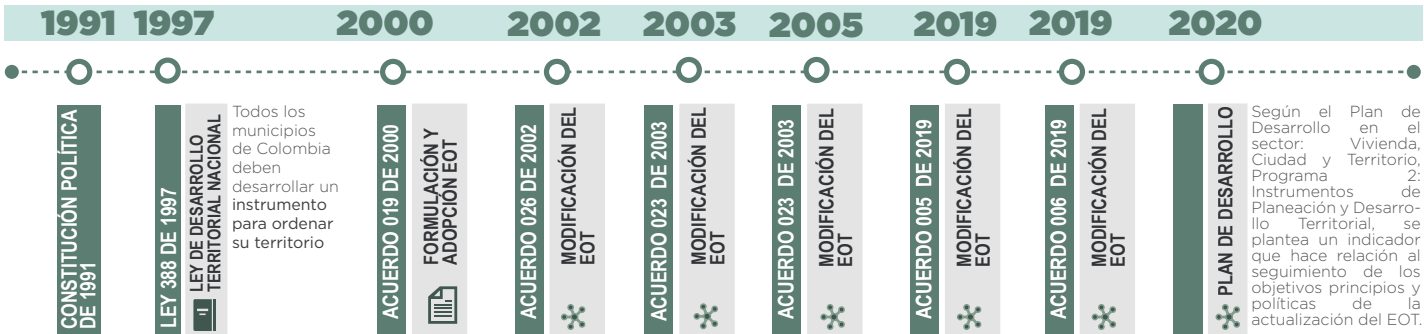 1991 1997 2000 2002 2003 2005 2019 2019 2020
CONSTITUCIÓN POLÍTICA
DE 1991
LEY 388 DE 1997
LEY DE DESARROLLO
TERRITORIAL NACIONAL
Todos los
municipios
de Colombia
deben
desarrollar un
instrumento
para ordenar
su territorio
ACUERDO 019 DE 2000
FORMULACIÓN Y
ADOPCIÓN EOT
ACUERDO 026 DE 2002
MODIFICACIÓN DEL
EOT
ACUERDO 023 DE 2003
MODIFICACIÓN DEL
EOT
ACUERDO 023 DE 2003
MODIFICACIÓN DEL
EOT
ACUERDO 005 DE 2019
MODIFICACIÓN DEL
EOT
ACUERDO 006 DE 2019
MODIFICACIÓN DEL
EOT
PLAN DE DESARROLLO
Según el Plan de
Desarrollo en el
sector: Vivienda,
Ciudad y Territorio,
Programa 2:
Instrumentos de
Planeación y Desarro-
llo Territorial, se
plantea un indicador
que hace relación al
seguimiento de los
objetivos principios y
políticas de la
actualización del EOT.